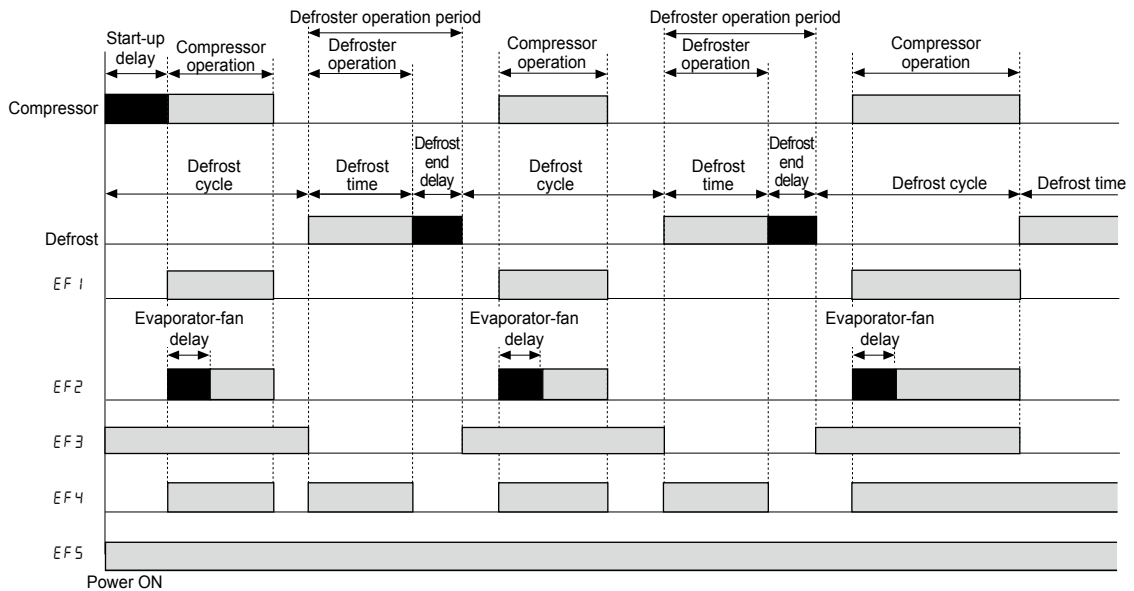 Defroster operation period
Defroster operation period
Start-up
delay
Compressor
operation
Defroster
operation
Compressor
operation
Defroster
operation
Compressor
operation
Compressor
Defrost
cycle
Defrost
time
Defrost
end
delay
Defrost
cycle
Defrost
time
Defrost
end
delay
Defrost cycle
Defrost time
Defrost
EF1
Evaporator-fan
delay
Evaporator-fan
delay
Evaporator-fan
delay
EF2
EF3
EF4
EF5
Power ON